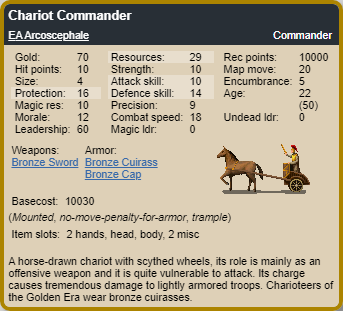 Chariot Commander
EA Arcoscephale Commander
Gold: 70 Resources: 29 Rec points: 10000
Hit points: 10 Strength: 10 Map move: 20
Size: 4 Attack skill: 10 Encumbrance: 5
Protection: 16 Defence skill: 14 Age: 22
Magic res: 10 Precision: 9 (50)
Morale: 12 Combat speed: 18 Undead ldr: 0
Leadership: 60 Magic ldr: 0
Weapons: Armor:
Bronze Sword Bronze Cuirass
Bronze Cap
Basecost: 10030
(Mounted, no-move-penalty-for-armor, trample)
Item slots: 2 hands, head, body, 2 misc
A horse-drawn chariot with scythed wheels, its role is mainly as an
offensive weapon and it is quite vulnerable to attack. Its charge
causes tremendous damage to lightly armored troops. Charioteers of
the Golden Era wear bronze cuirasses.